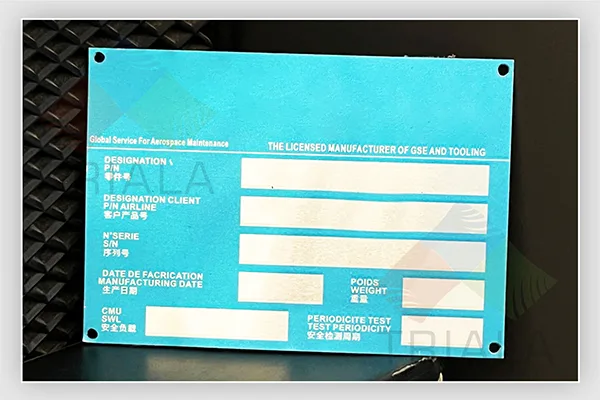 Global Service For Aerospace Maintenance
THE LICENSED MANUFACTURER OF GSE AND TOOLING
DESIGNATION \
P/N
零件号
DESIGNATION CLIENT
P/N AIRLINE
客户产品号
N°SERIE
S/N
序列号
DATE DE FACRICATION
MANUFACTURING DATE
生产日期
POIDS
WEIGHT
重量
CMU
SWL
安全负载
PERIODICITE TEST
TEST PERIODICITY
安全检测周期
TRIALA
TRIALA